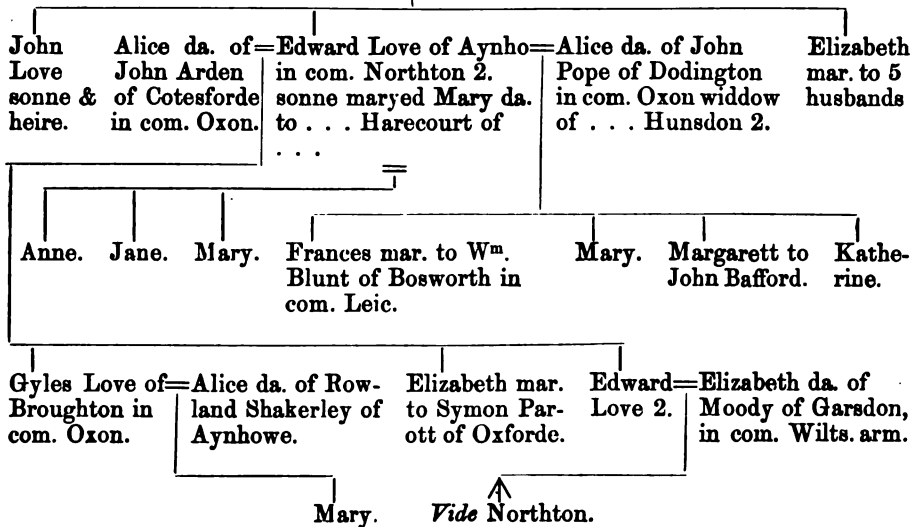 John
Love
sonne &
heire.
Alice da. of
John Arden
of Cotesforde
in com. Oxon.
Edward Love of Aynho
in com. Northton 2.
sonne maryed Mary da.
to . . . Harecourt of
. . .
Alice da. of John
Pope of Dodington
in com. Oxon widdow
of . . . Hunsdon 2.
Elizabeth
mar. to 5
husbands
Anne.
Jane.
Mary.
Frances mar. to Wm.
Blunt of Bosworth in
com. Leic.
Mary.
Margarett to
John Bafford.
Kathe-
rine.
Gyles Love of
Broughton in
com. Oxon.
Alice da. of Row-
land Shakerley of
Aynhowe.
Elizabeth mar.
to Symon Par-
ott of Oxforde.
Edward
Love 2.
Elizabeth da. of
Moody of Garsdon,
in com. Wilts. arm.
Mary.
Vide Northton.